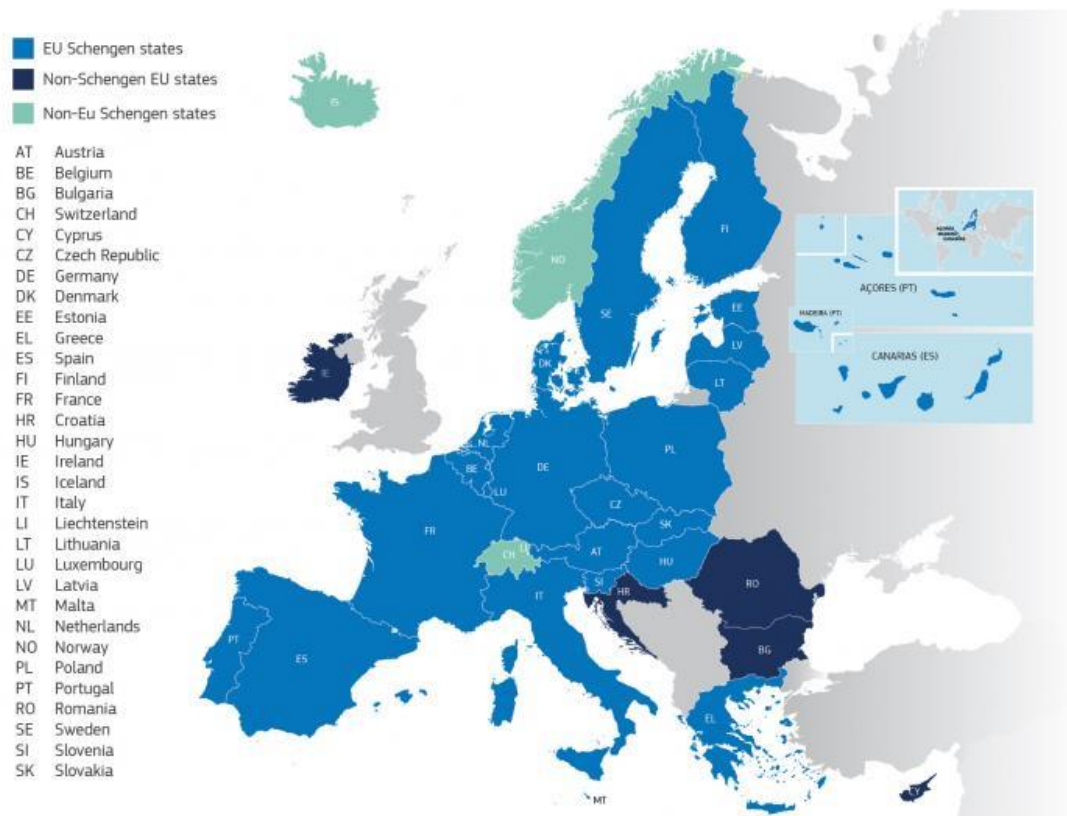 EU Schengen states
Non-Schengen EU states
Non-Eu Schengen states
AT Austria
BE Belgium
BG Bulgaria
CH Switzerland
CY Cyprus
CZ Czech Republic
DE Germany
DK Denmark
EE Estonia
EL Greece
ES Spain
FI Finland
FR France
HR Croatia
HU Hungary
IE Ireland
IS Iceland
IT Italy
LI Liechtenstein
LT Lithuania
LU Luxembourg
LV Latvia
MT Malta
NL Netherlands
NO Norway
PL Poland
PT Portugal
RO Romania
SE Sweden
SI Slovenia
SK Slovakia
IS
NO
SE
FI
EE
LV
LT
DK
IE
NL
BE
LU
DE
PL
CZ
SK
FR
CH
LI
AT
HU
SI
HR
IT
RO
BG
PT
ES
EL
MT
CY
AÇORES (PT)
MADEIRA (PT)
CANARIAS (ES)